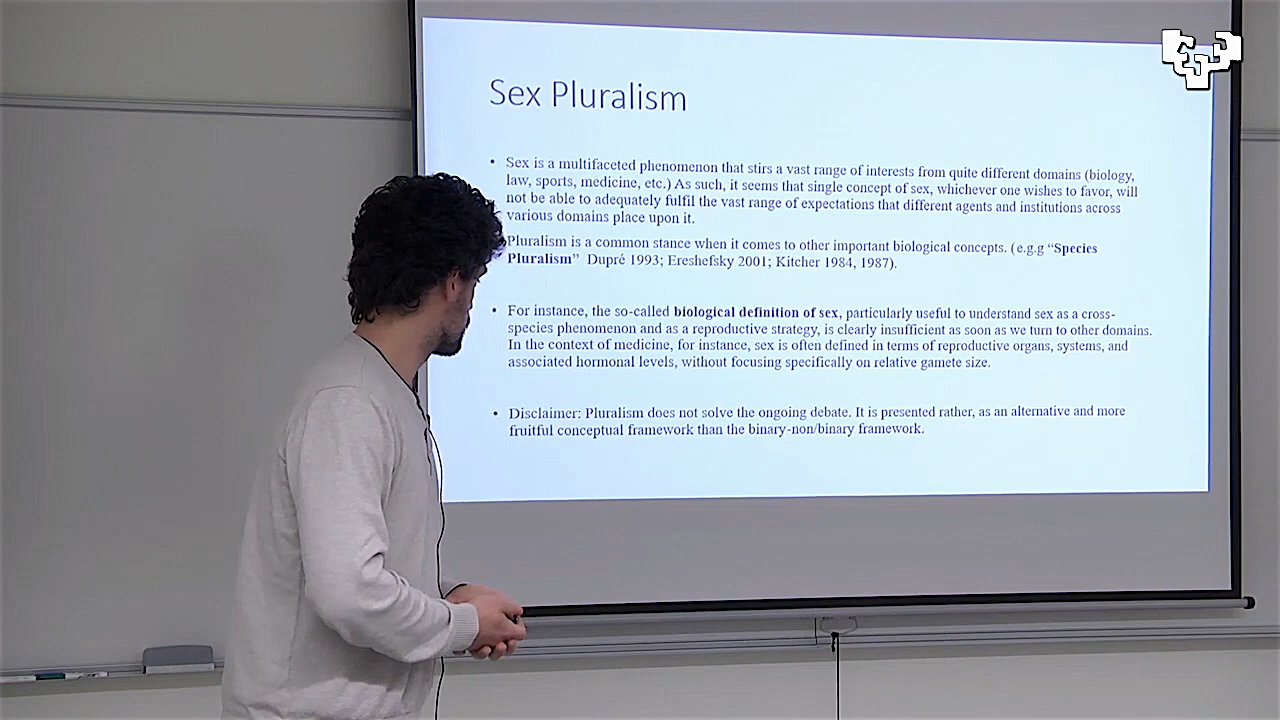 Sex Pluralism
• Sex is a multifaceted phenomenon that stirs a vast range of interests from quite different domains (biology,
law, sports, medicine, etc.) As such, it seems that single concept of sex, whichever one wishes to favor, will
not be able to adequately fulfil the vast range of expectations that different agents and institutions across
various domains place upon it.
Pluralism is a common stance when it comes to other important biological concepts. (e.g.g “Species
Pluralism” Dupré 1993; Ereshefsky 2001; Kitcher 1984, 1987).
• For instance, the so-called biological definition of sex, particularly useful to understand sex as a cross-
species phenomenon and as a reproductive strategy, is clearly insufficient as soon as we turn to other domains.
In the context of medicine, for instance, sex is often defined in terms of reproductive organs, systems, and
associated hormonal levels, without focusing specifically on relative gamete size.
• Disclaimer: Pluralism does not solve the ongoing debate. It is presented rather, as an alternative and more
fruitful conceptual framework than the binary-non/binary framework.